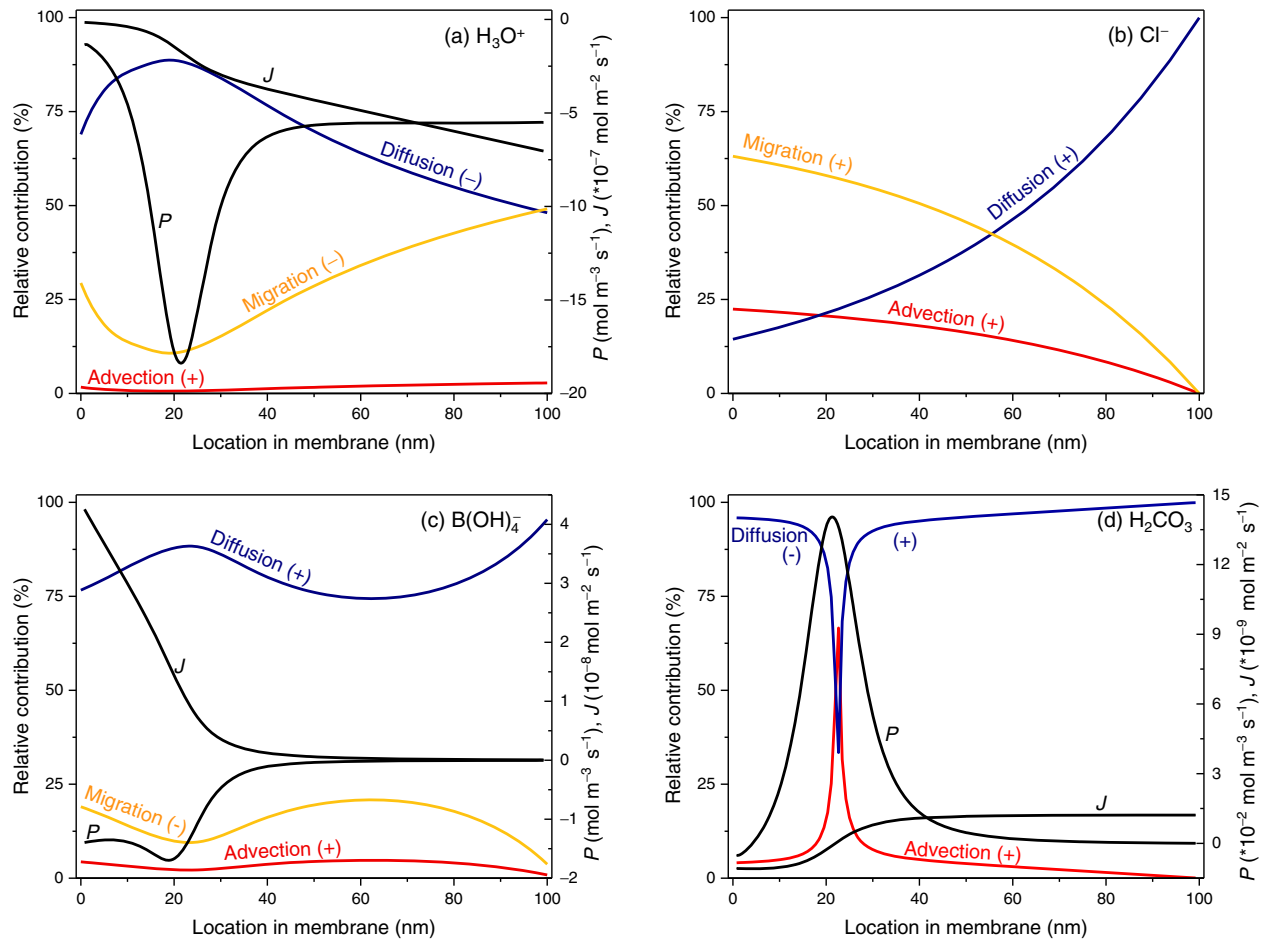 (a) H₃O⁺
Relative contribution (%)
100
75
50
25
0
J
P
Diffusion (−)
Migration (−)
Advection (+)
0
−5
−10
−15
−20
P (mol m⁻³ s⁻¹), J (*10⁻⁷ mol m⁻² s⁻¹)
0 20 40 60 80 100
Location in membrane (nm)
(b) Cl⁻
Relative contribution (%)
100
75
50
25
0
Migration (+)
Diffusion (+)
Advection (+)
0 20 40 60 80 100
Location in membrane (nm)
(c) B(OH)₄⁻
Relative contribution (%)
100
75
50
25
0
Diffusion (+)
J
Migration (-)
P
Advection (+)
4
3
2
1
0
−1
−2
P (mol m⁻³ s⁻¹), J (10⁻⁸ mol m⁻² s⁻¹)
0 20 40 60 80 100
Location in membrane (nm)
(d) H₂CO₃
Relative contribution (%)
100
75
50
25
0
Diffusion
(-)
(+)
P
J
Advection (+)
15
12
9
6
3
0
P (*10⁻² mol m⁻³ s⁻¹), J (*10⁻⁹ mol m⁻² s⁻¹)
0 20 40 60 80 100
Location in membrane (nm)